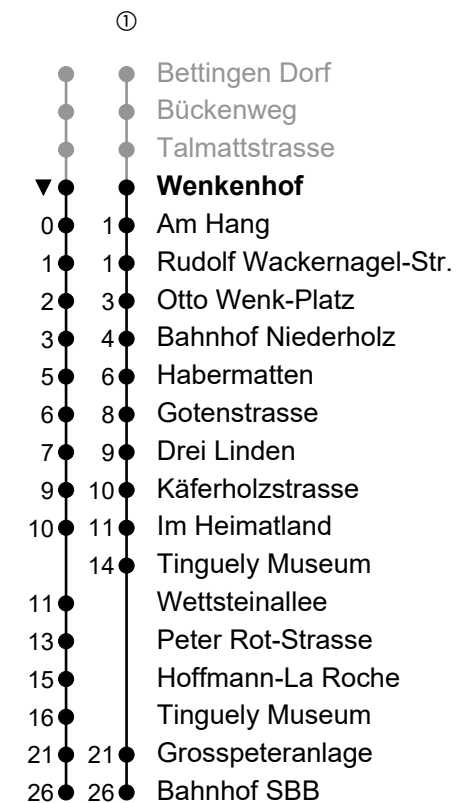 ①
Bettingen Dorf
Bückenweg
Talmattstrasse
▼ Wenkenhof
0 1 Am Hang
1 1 Rudolf Wackernagel-Str.
2 3 Otto Wenk-Platz
3 4 Bahnhof Niederholz
5 6 Habermatten
6 8 Gotenstrasse
7 9 Drei Linden
9 10 Käferholzstrasse
10 11 Im Heimatland
14 Tinguely Museum
11 Wettsteinallee
13 Peter Rot-Strasse
15 Hoffmann-La Roche
16 Tinguely Museum
21 21 Grosspeteranlage
26 26 Bahnhof SBB